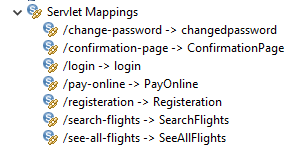 Servlet Mappings
/change-password -> changedpassword
/confirmation-page -> ConfirmationPage
/login -> login
/pay-online -> PayOnline
/registeration -> Registeration
/search-flights -> SearchFlights
/see-all-flights -> SeeAllFlights